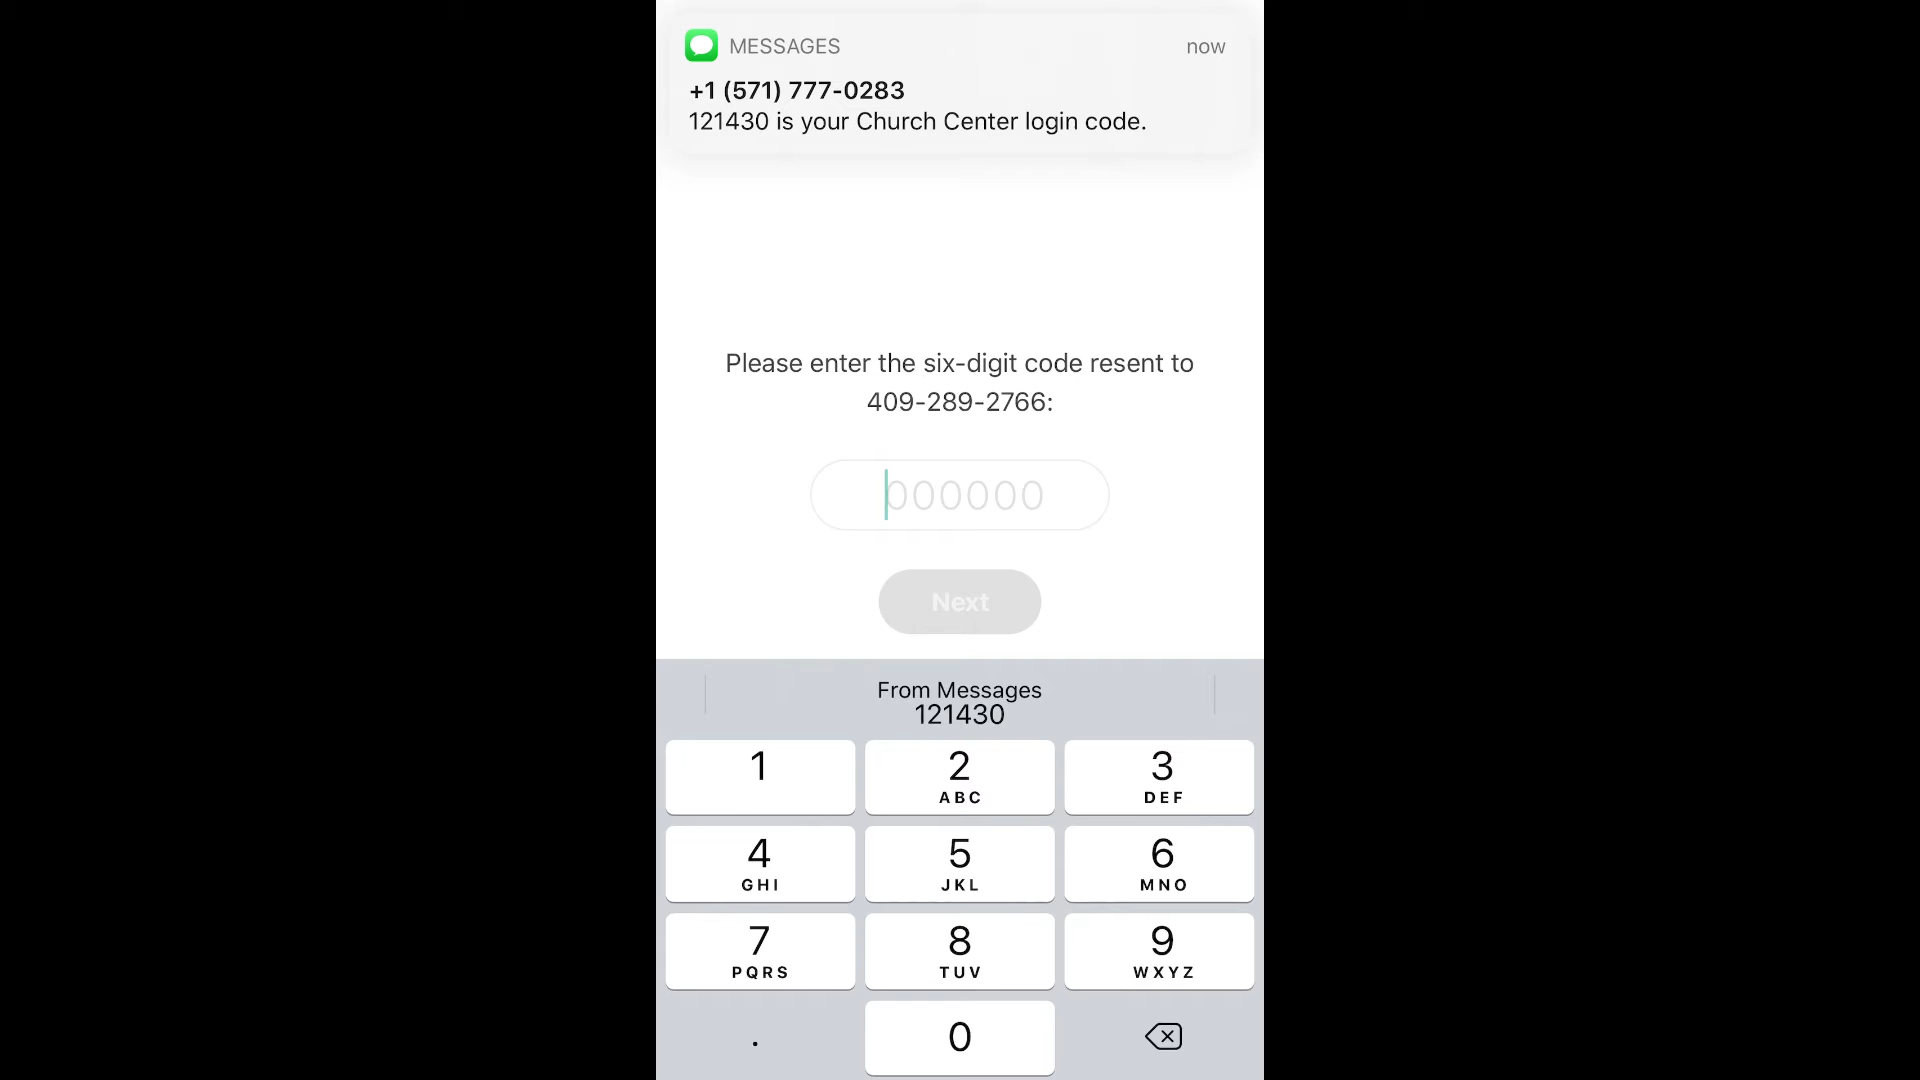 MESSAGES now
+1 (571) 777-0283
121430 is your Church Center login code.
Please enter the six-digit code resent to
409-289-2766:
000000
Next
From Messages
121430
1 2 3
ABC DEF
4 5 6
GHI JKL MNO
7 8 9
PQRS TUV WXYZ
. 0